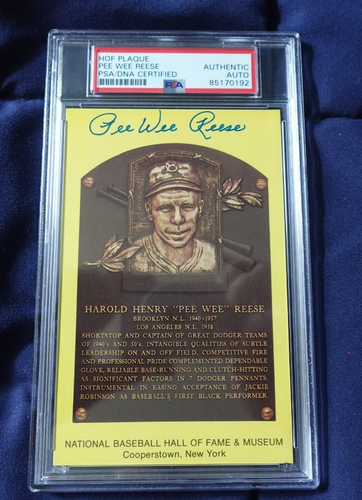 HOF PLAQUE
PEE WEE REESE
PSA/DNA CERTIFIED
AUTHENTIC
AUTO
85170192
PSA
Pee Wee Reese
HAROLD HENRY "PEE WEE" REESE
BROOKLYN N.L. 1940-1957
LOS ANGELES N.L. 1958
SHORTSTOP AND CAPTAIN OF GREAT DODGER TEAMS
OF 1940's AND 50's. INTANGIBLE QUALITIES OF SUBTLE
LEADERSHIP ON AND OFF FIELD, COMPETITIVE FIRE
AND PROFESSIONAL PRIDE COMPLEMENTED DEPENDABLE
GLOVE, RELIABLE BASE-RUNNING AND CLUTCH-HITTING
AS SIGNIFICANT FACTORS IN 7 DODGER PENNANTS.
INSTRUMENTAL IN EASING ACCEPTANCE OF JACKIE
ROBINSON AS BASEBALL'S FIRST BLACK PERFORMER.
NATIONAL BASEBALL HALL OF FAME & MUSEUM
Cooperstown, New York